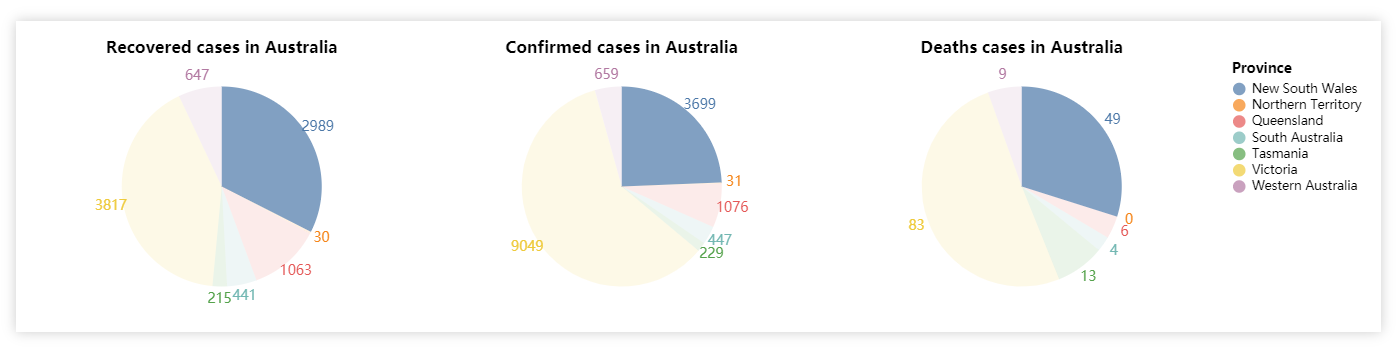 Recovered cases in Australia
647
2989
3817
30
1063
441
215
Confirmed cases in Australia
659
3699
31
1076
9049
447
229
Deaths cases in Australia
9
49
0
83
6
4
13
Province
New South Wales
Northern Territory
Queensland
South Australia
Tasmania
Victoria
Western Australia